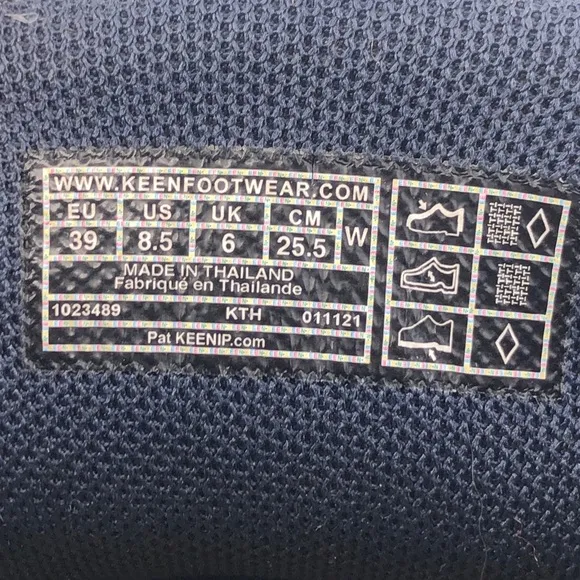 WWW.KEENFOOTWEAR.COM
EU US UK CM W
39 8.5 6 25.5
MADE IN THAILAND
Fabriqué en Thailande
1023489 KTH 011121
Pat KEENIP.com